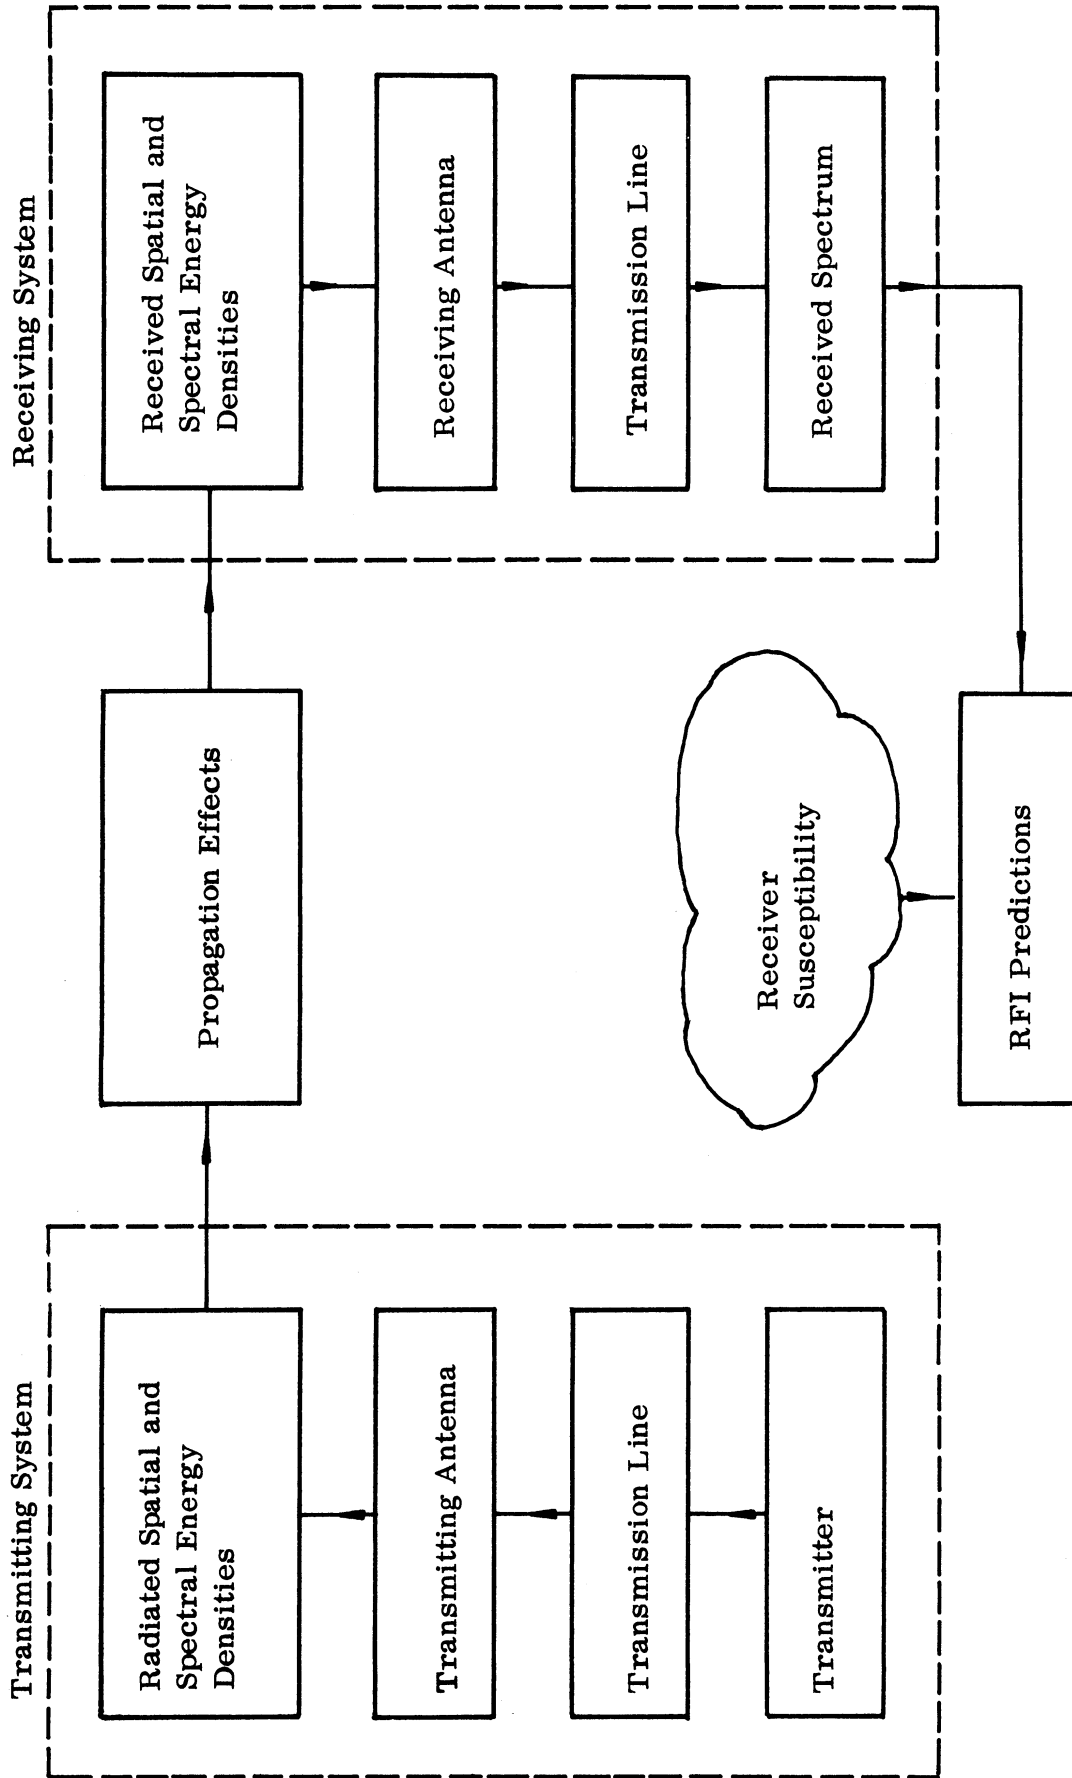 Transmitting System
Radiated Spatial and
Spectral Energy
Densities
Transmitting Antenna
Transmission Line
Transmitter
Propagation Effects
Receiver
Susceptibility
RFI Predictions
Receiving System
Received Spatial and
Spectral Energy
Densities
Receiving Antenna
Transmission Line
Received Spectrum